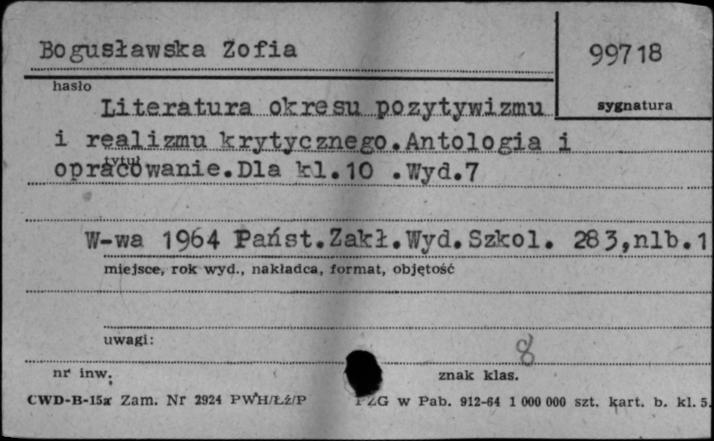 Bogusławska Zofia
99718
hasło
sygnatura
Literatura okresu pozytywizmu
i realizmu krytycznego.Antologia i
tytuł
opracowanie.Dla kl.10 .Wyd.7
W-wa 1964 Państ.Zakł.Wyd.Szkol. 283,nlb.1
miejsce, rok wyd., nakładca, format, objętość
uwagi:
8
nr inw.
znak klas.
CWD-B-15a Zam. Nr 2924 PWH/Łź/P
PZG w Pab. 912-64 1 000 000 szt. kart. b. kl. 5.